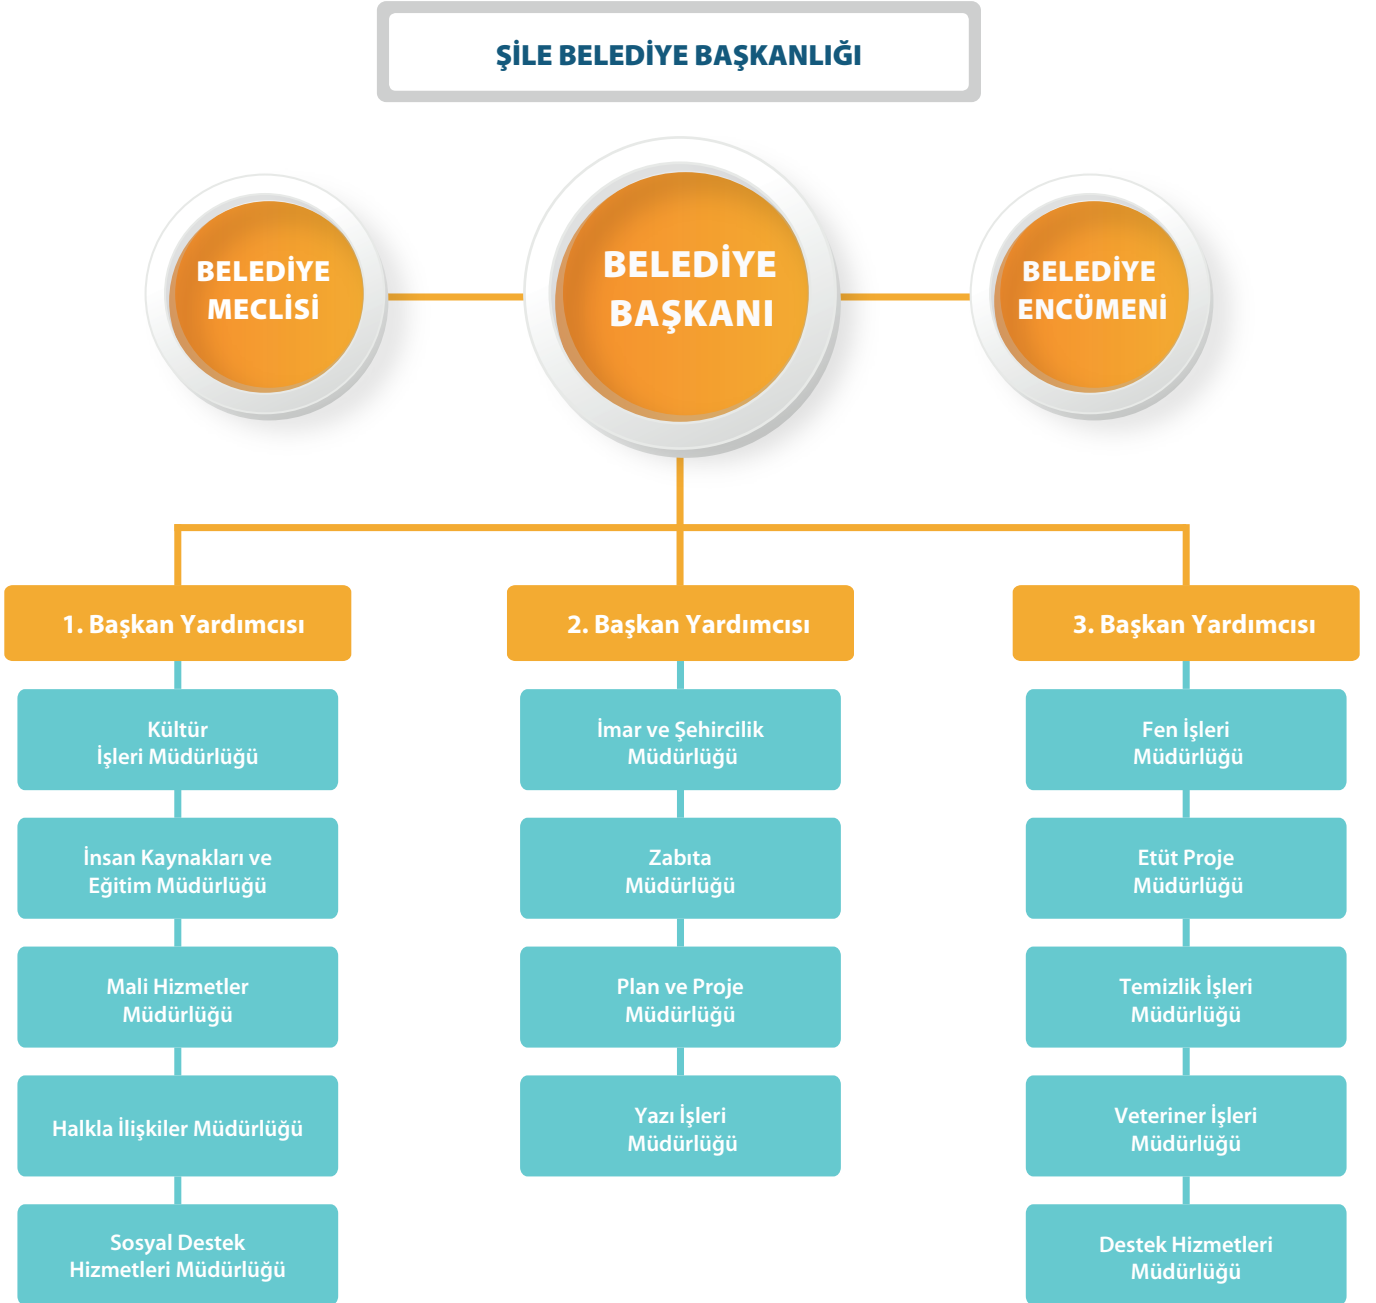 ŞİLE BELEDİYE BAŞKANLIĞI
BELEDİYE
MECLİSİ
BELEDİYE
BAŞKANI
BELEDİYE
ENCÜMENİ
1. Başkan Yardımcısı
Kültür
İşleri Müdürlüğü
İnsan Kaynakları ve
Eğitim Müdürlüğü
Mali Hizmetler
Müdürlüğü
Halkla İlişkiler Müdürlüğü
Sosyal Destek
Hizmetleri Müdürlüğü
2. Başkan Yardımcısı
İmar ve Şehircilik
Müdürlüğü
Zabıta
Müdürlüğü
Plan ve Proje
Müdürlüğü
Yazı İşleri
Müdürlüğü
3. Başkan Yardımcısı
Fen İşleri
Müdürlüğü
Etüt Proje
Müdürlüğü
Temizlik İşleri
Müdürlüğü
Veteriner İşleri
Müdürlüğü
Destek Hizmetleri
Müdürlüğü